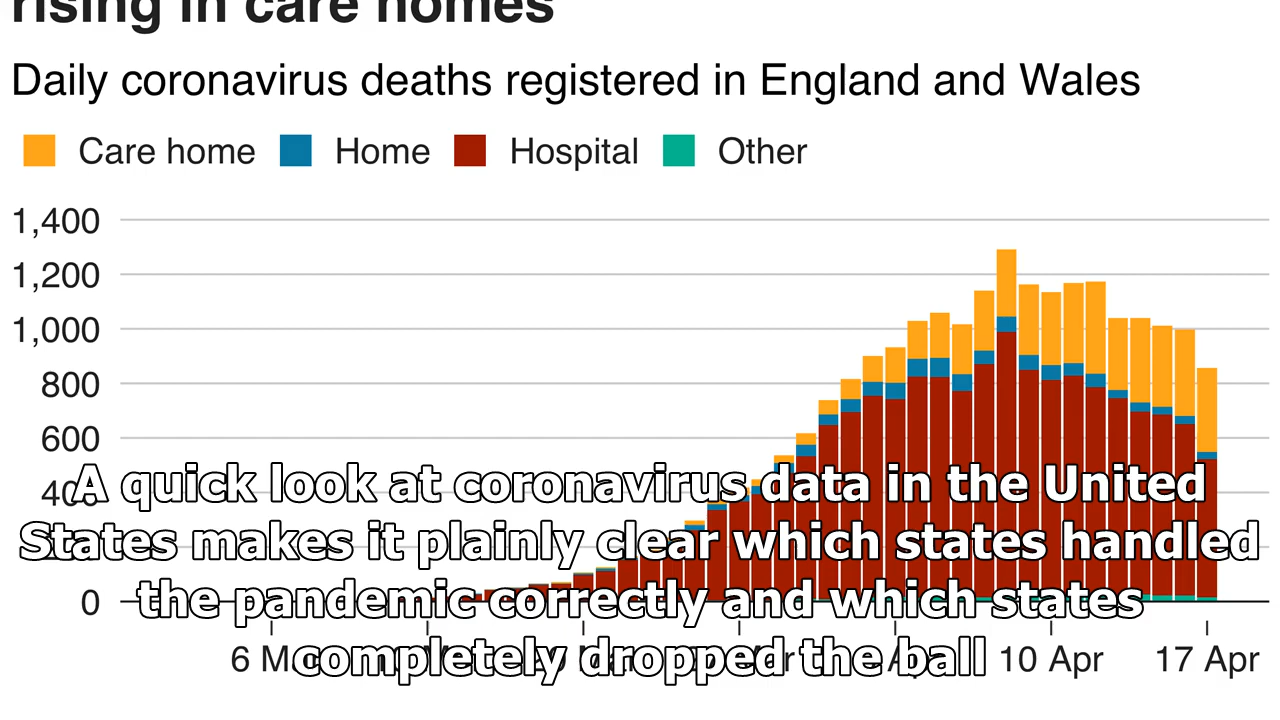 rising in care homes
Daily coronavirus deaths registered in England and Wales
Care home Home Hospital Other
1,400
1,200
1,000
800
600
A quick look at coronavirus data in the United
States makes it plainly clear which states handled
0
the pandemic correctly and which states
completely dropped the ball
6 10 Apr 17 Apr